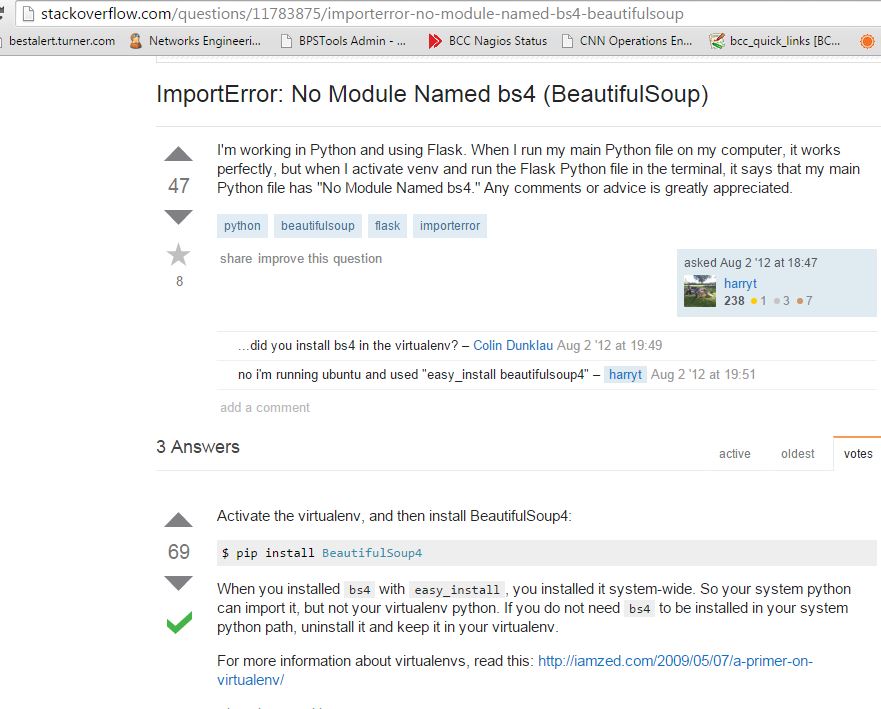 stackoverflow.com/questions/11783875/importerror-no-module-named-bs4-beautifulsoup
bestalert.turner.com Networks Engineeri... BPSTools Admin - ... BCC Nagios Status CNN Operations En... bcc_quick_links [BC...
ImportError: No Module Named bs4 (BeautifulSoup)
I'm working in Python and using Flask. When I run my main Python file on my computer, it works
perfectly, but when I activate venv and run the Flask Python file in the terminal, it says that my main
Python file has "No Module Named bs4." Any comments or advice is greatly appreciated.
47
python beautifulsoup flask importerror
share improve this question
8
asked Aug 2 '12 at 18:47
harryt
238 1 3 7
...did you install bs4 in the virtualenv? – Colin Dunklau Aug 2 '12 at 19:49
no i'm running ubuntu and used "easy_install beautifulsoup4" – harryt Aug 2 '12 at 19:51
add a comment
3 Answers
active oldest votes
Activate the virtualenv, and then install BeautifulSoup4:
69
$ pip install BeautifulSoup4
When you installed bs4 with easy_install, you installed it system-wide. So your system python
can import it, but not your virtualenv python. If you do not need bs4 to be installed in your system
python path, uninstall it and keep it in your virtualenv.
For more information about virtualenvs, read this: http://iamzed.com/2009/05/07/a-primer-on-
virtualenv/